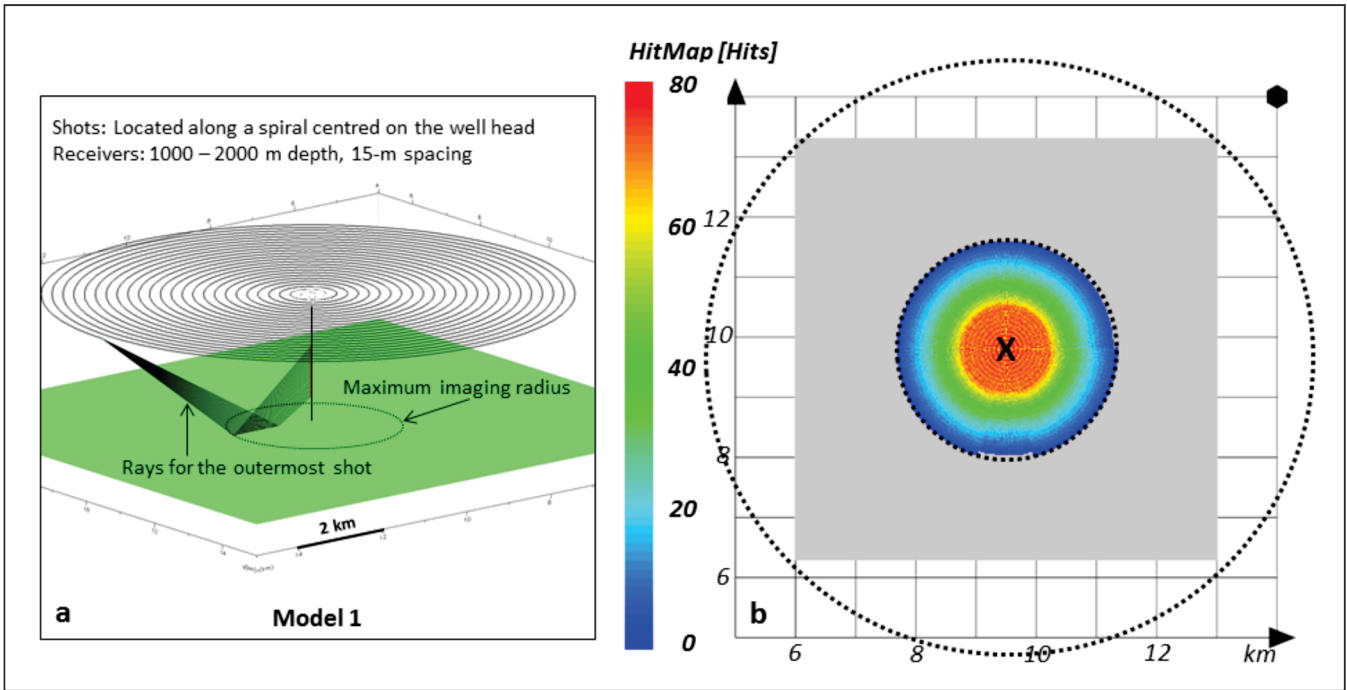 HitMap [Hits]
Shots: Located along a spiral centred on the well head
Receivers: 1000 – 2000 m depth, 15-m spacing
Maximum imaging radius
Rays for the outermost shot
2 km
a
Model 1
80
60
40
20
0
12
10
8
6
X
b
6
8
10
12
km